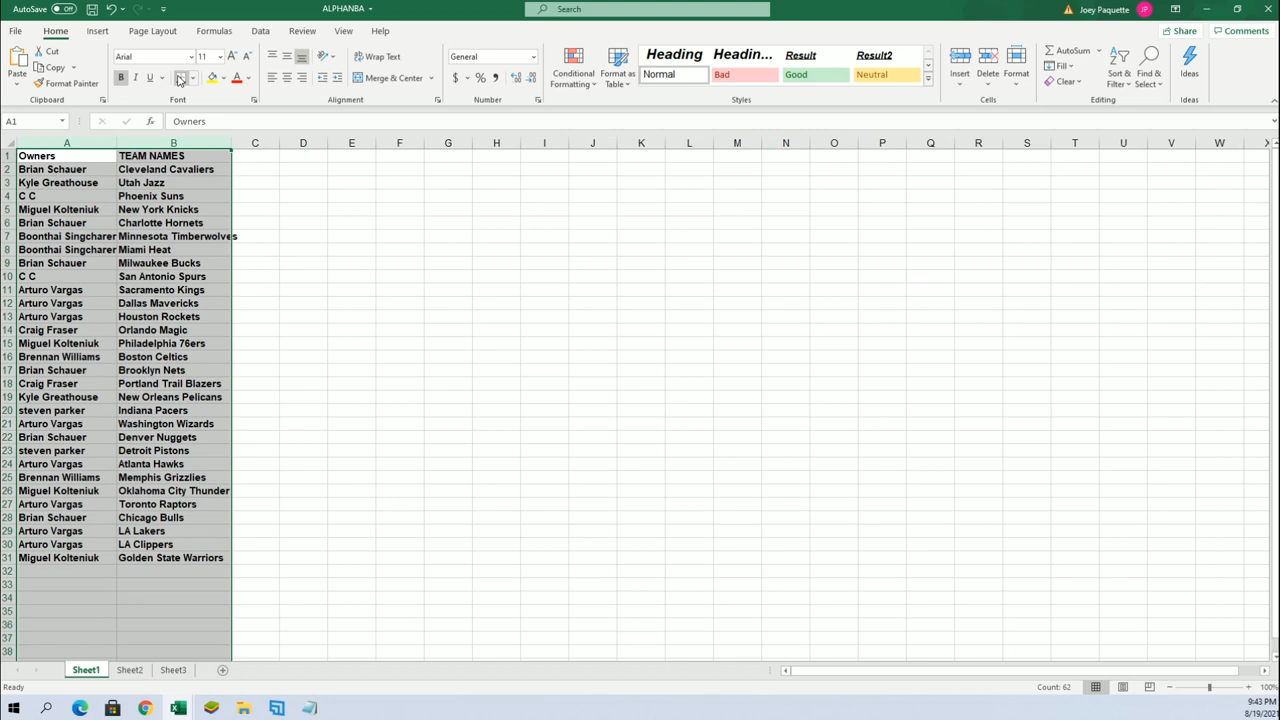 AutoSave Off ALPHANBA Search Joey Paquette JP
File Home Insert Page Layout Formulas Data Review View Help Share Comments
Paste Cut Copy Format Painter Clipboard
Arial 11 B I U A Font
Wrap Text Merge & Center Alignment
General $ % Number
Conditional Formatting Format as Table
Heading Headin... Result Result2
Normal Bad Good Neutral
Styles
Insert Delete Format Cells
AutoSum Fill Clear Sort & Filter Find & Select Editing
Ideas Ideas
A1 fx Owners
A B C D E F G H I J K L M N O P Q R S T U V W X
1 Owners TEAM NAMES
2 Brian Schauer Cleveland Cavaliers
3 Kyle Greathouse Utah Jazz
4 C C Phoenix Suns
5 Miguel Kolteniuk New York Knicks
6 Brian Schauer Charlotte Hornets
7 Boonthai Singcharer Minnesota Timberwolves
8 Boonthai Singcharer Miami Heat
9 Brian Schauer Milwaukee Bucks
10 C C San Antonio Spurs
11 Arturo Vargas Sacramento Kings
12 Arturo Vargas Dallas Mavericks
13 Arturo Vargas Houston Rockets
14 Craig Fraser Orlando Magic
15 Miguel Kolteniuk Philadelphia 76ers
16 Brennan Williams Boston Celtics
17 Brian Schauer Brooklyn Nets
18 Craig Fraser Portland Trail Blazers
19 Kyle Greathouse New Orleans Pelicans
20 steven parker Indiana Pacers
21 Arturo Vargas Washington Wizards
22 Brian Schauer Denver Nuggets
23 steven parker Detroit Pistons
24 Arturo Vargas Atlanta Hawks
25 Brennan Williams Memphis Grizzlies
26 Miguel Kolteniuk Oklahoma City Thunder
27 Arturo Vargas Toronto Raptors
28 Brian Schauer Chicago Bulls
29 Arturo Vargas LA Lakers
30 Arturo Vargas LA Clippers
31 Miguel Kolteniuk Golden State Warriors
32
33
34
35
36
37
38
Sheet1 Sheet2 Sheet3
Ready Count: 62 100%
9:43 PM
8/19/2021